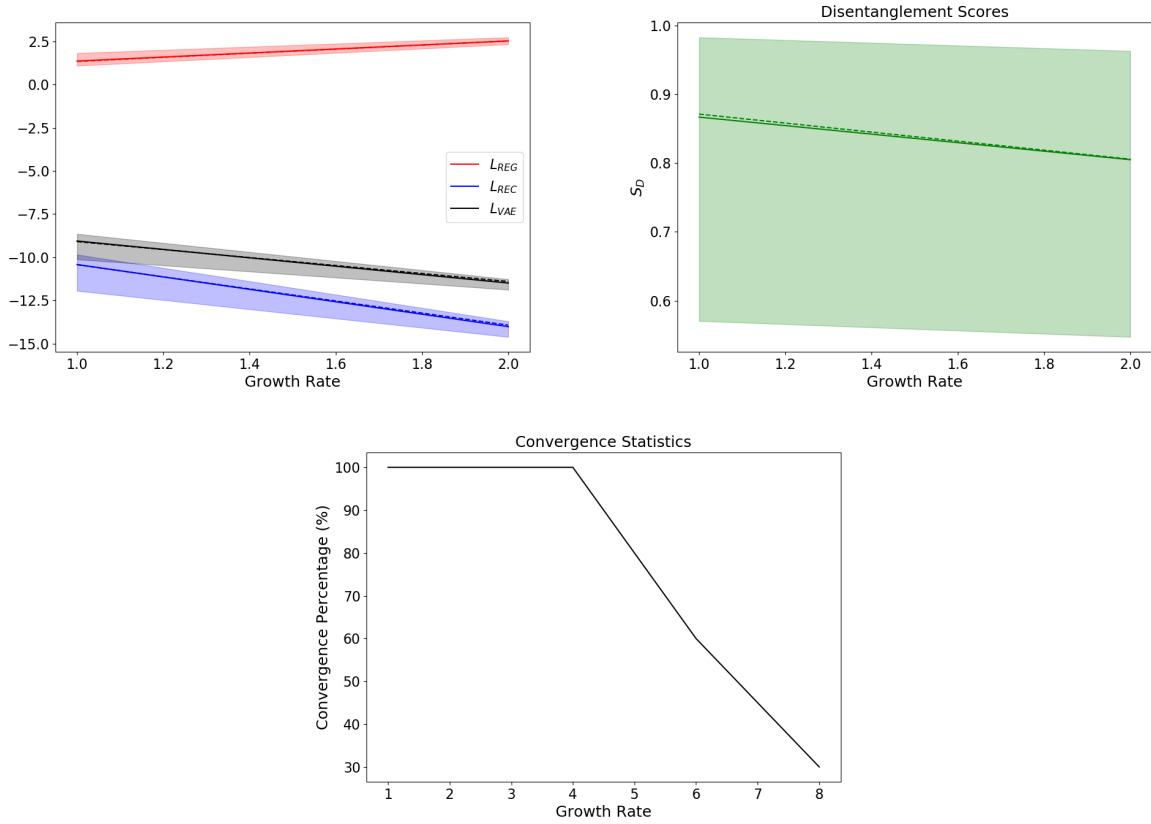 2.5
0.0
−2.5
−5.0
−7.5
−10.0
−12.5
−15.0
L_REG
L_REC
L_VAE
1.0 1.2 1.4 1.6 1.8 2.0
Growth Rate
Disentanglement Scores
1.0
0.9
0.8
0.7
0.6
S_D
1.0 1.2 1.4 1.6 1.8 2.0
Growth Rate
Convergence Statistics
Convergence Percentage (%)
100
90
80
70
60
50
40
30
1 2 3 4 5 6 7 8
Growth Rate